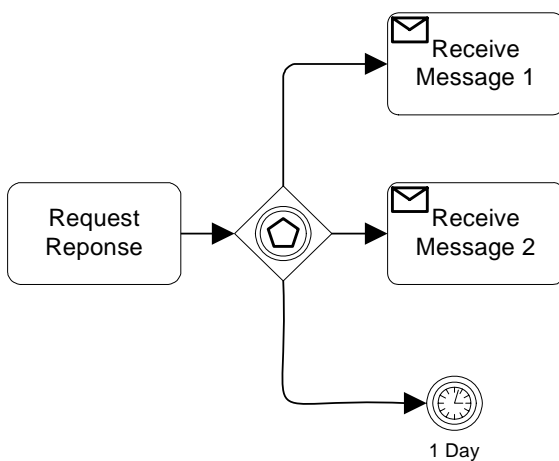 Receive
Message 1
Request
Reponse
Receive
Message 2
1 Day